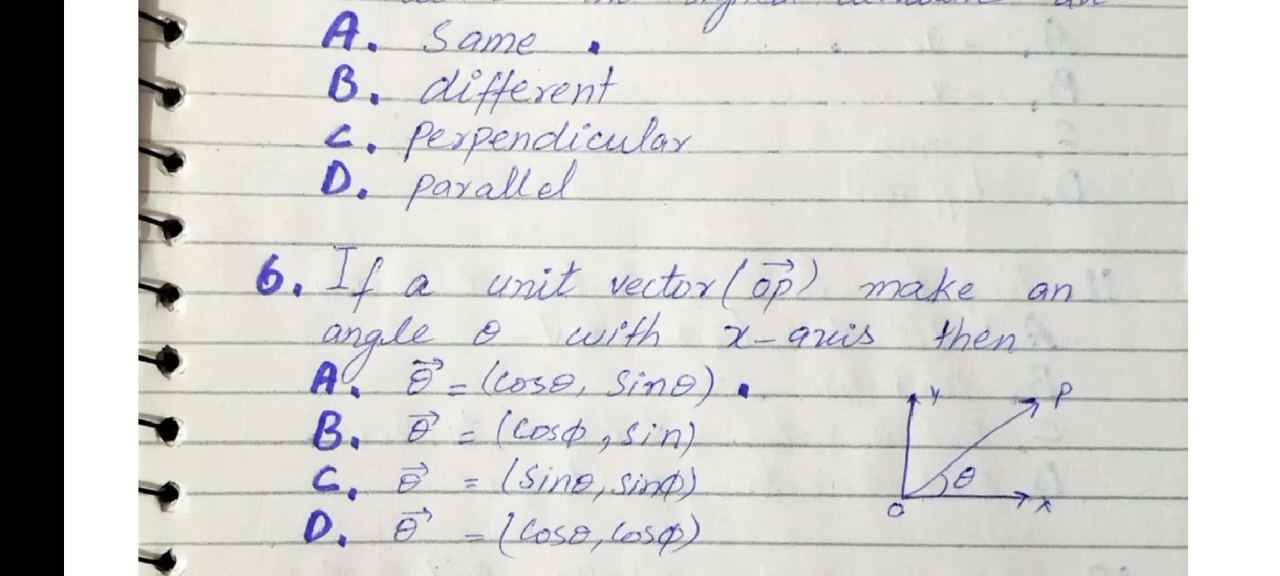 A. Same .
B. different
C. perpendicular
D. parallel
6. If a unit vector (op⃗) make an
angle θ with x-axis then
A. θ⃗ = (cosθ, sinθ) .
B. θ⃗ = (cosϕ, sin)
C. θ⃗ = (sinθ, sinϕ)
D. θ⃗ = (cosθ, cosϕ)
Y P
θ
O x